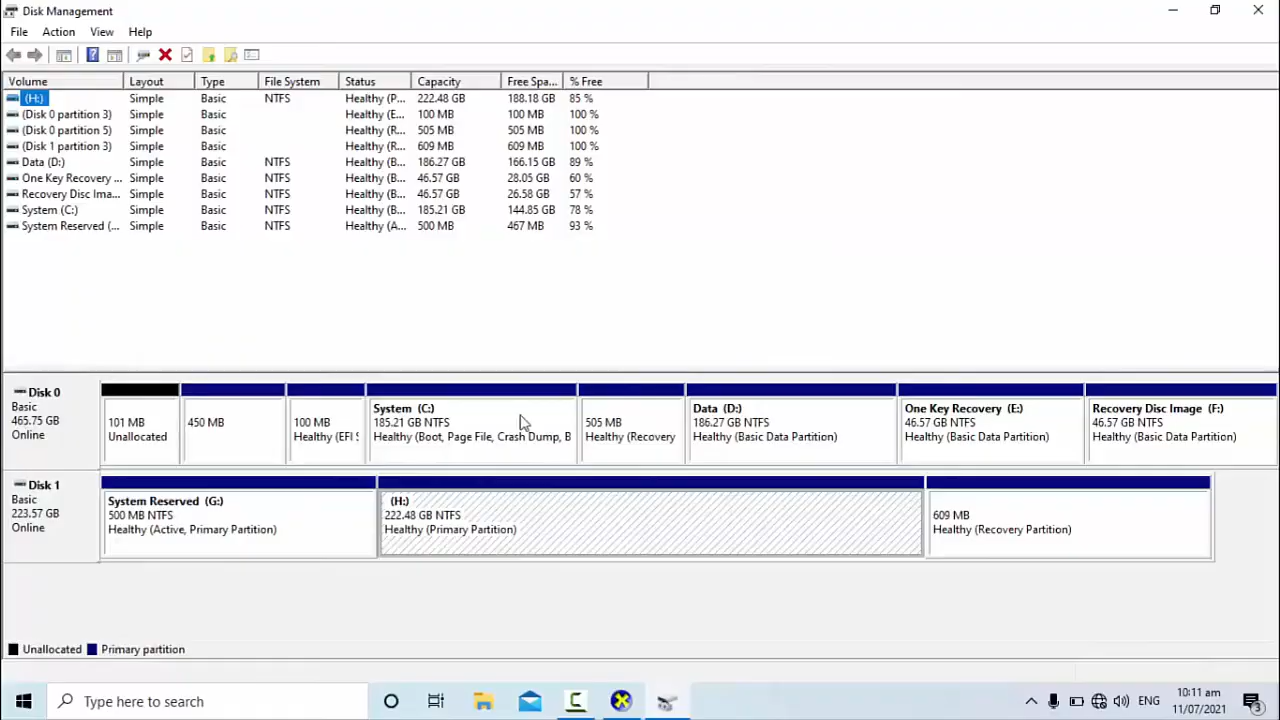 Disk Management
File Action View Help
Volume Layout Type File System Status Capacity Free Spa... % Free
(H:) Simple Basic NTFS Healthy (P... 222.48 GB 188.18 GB 85 %
(Disk 0 partition 3) Simple Basic Healthy (E... 100 MB 100 MB 100 %
(Disk 0 partition 5) Simple Basic Healthy (R... 505 MB 505 MB 100 %
(Disk 1 partition 3) Simple Basic Healthy (R... 609 MB 609 MB 100 %
Data (D:) Simple Basic NTFS Healthy (B... 186.27 GB 166.15 GB 89 %
One Key Recovery ... Simple Basic NTFS Healthy (B... 46.57 GB 28.05 GB 60 %
Recovery Disc Ima... Simple Basic NTFS Healthy (B... 46.57 GB 26.58 GB 57 %
System (C:) Simple Basic NTFS Healthy (B... 185.21 GB 144.85 GB 78 %
System Reserved (... Simple Basic NTFS Healthy (A... 500 MB 467 MB 93 %
Disk 0
Basic
465.75 GB
Online
101 MB
Unallocated
450 MB
100 MB
Healthy (EFI S
System (C:)
185.21 GB NTFS
Healthy (Boot, Page File, Crash Dump, B
505 MB
Healthy (Recovery
Data (D:)
186.27 GB NTFS
Healthy (Basic Data Partition)
One Key Recovery (E:)
46.57 GB NTFS
Healthy (Basic Data Partition)
Recovery Disc Image (F:)
46.57 GB NTFS
Healthy (Basic Data Partition)
Disk 1
Basic
223.57 GB
Online
System Reserved (G:)
500 MB NTFS
Healthy (Active, Primary Partition)
(H:)
222.48 GB NTFS
Healthy (Primary Partition)
609 MB
Healthy (Recovery Partition)
Unallocated Primary partition
Type here to search
ENG
10:11 am
11/07/2021
3